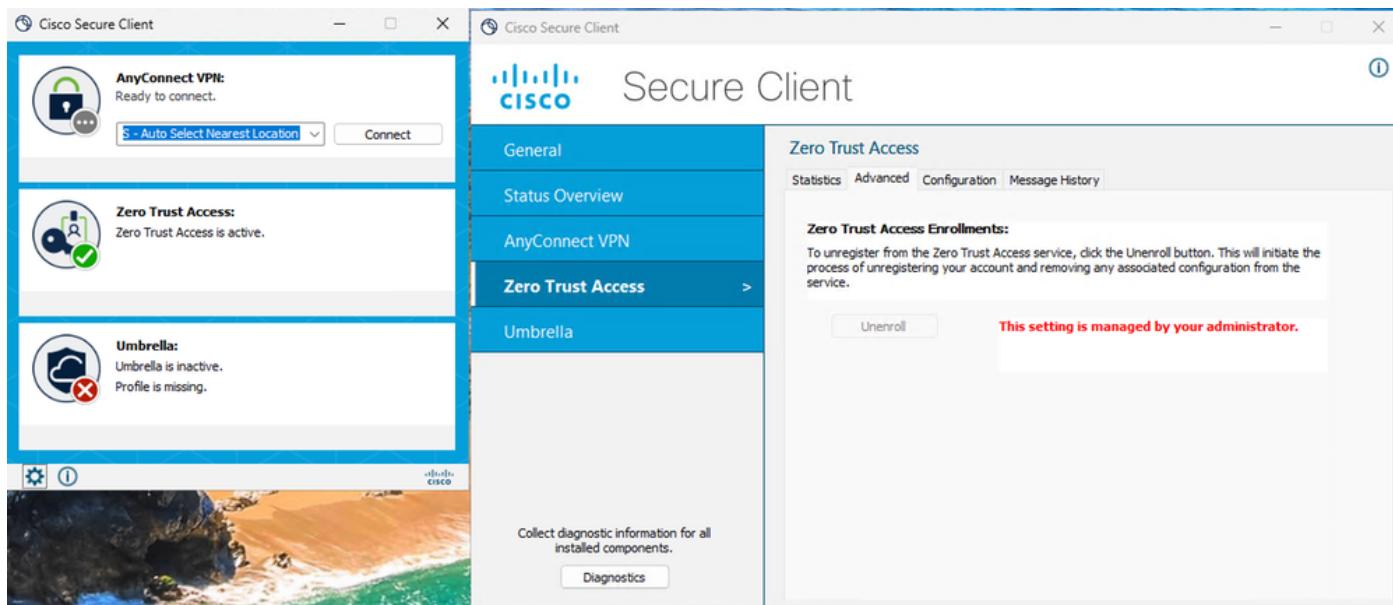 Cisco Secure Client
AnyConnect VPN:
Ready to connect.
S - Auto Select Nearest Location
Connect
Zero Trust Access:
Zero Trust Access is active.
Umbrella:
Umbrella is inactive.
Profile is missing.
CISCO
Cisco Secure Client
CISCO
Secure Client
General
Status Overview
AnyConnect VPN
Zero Trust Access >
Umbrella
Collect diagnostic information for all
installed components.
Diagnostics
Zero Trust Access
Statistics Advanced Configuration Message History
Zero Trust Access Enrollments:
To unregister from the Zero Trust Access service, click the Unenroll button. This will initiate the
process of unregistering your account and removing any associated configuration from the
service.
Unenroll
This setting is managed by your administrator.